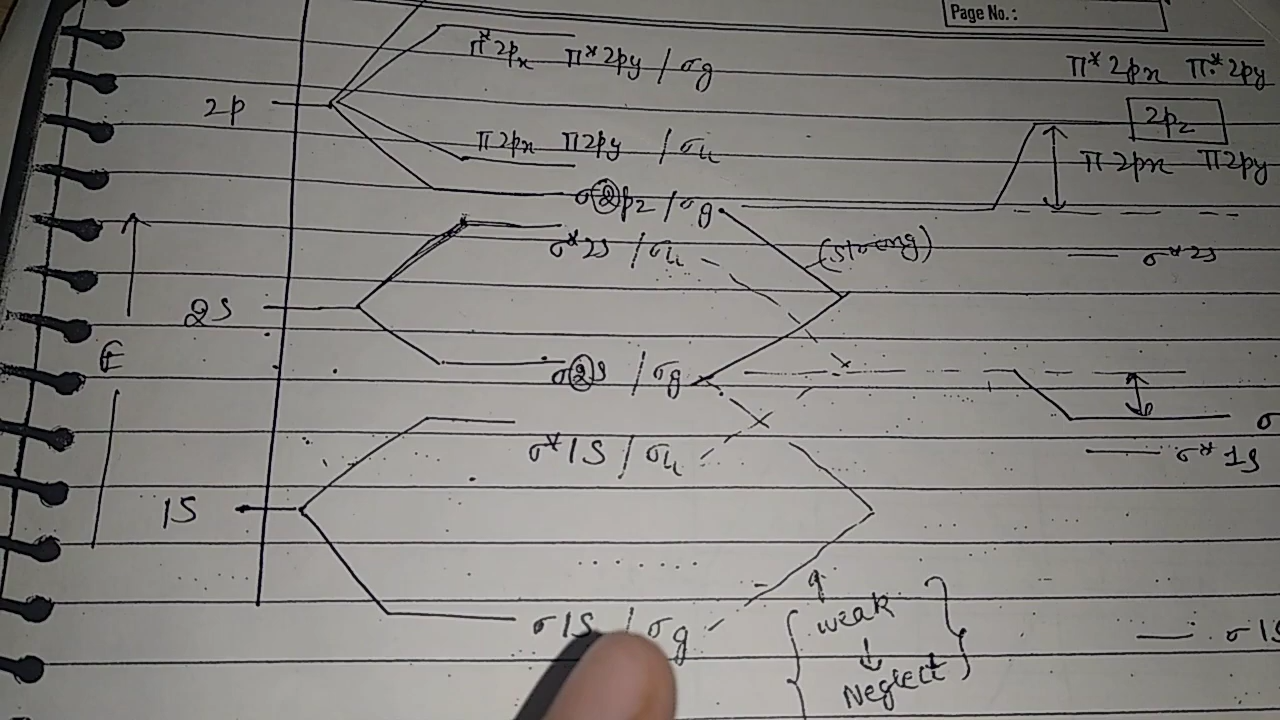 Page No. :
π*2px π*2py / σg
π*2px π*2py
2p
2pz
π2px π2py / σu
π2px π2py
σ2pz / σg
(strong)
σ*2s / σu
σ*2s
2s
E
σ2s / σg
σ
σ*1s / σu
σ*1s
1s
weak
↓
Neglect
σ1s / σg
σ1s